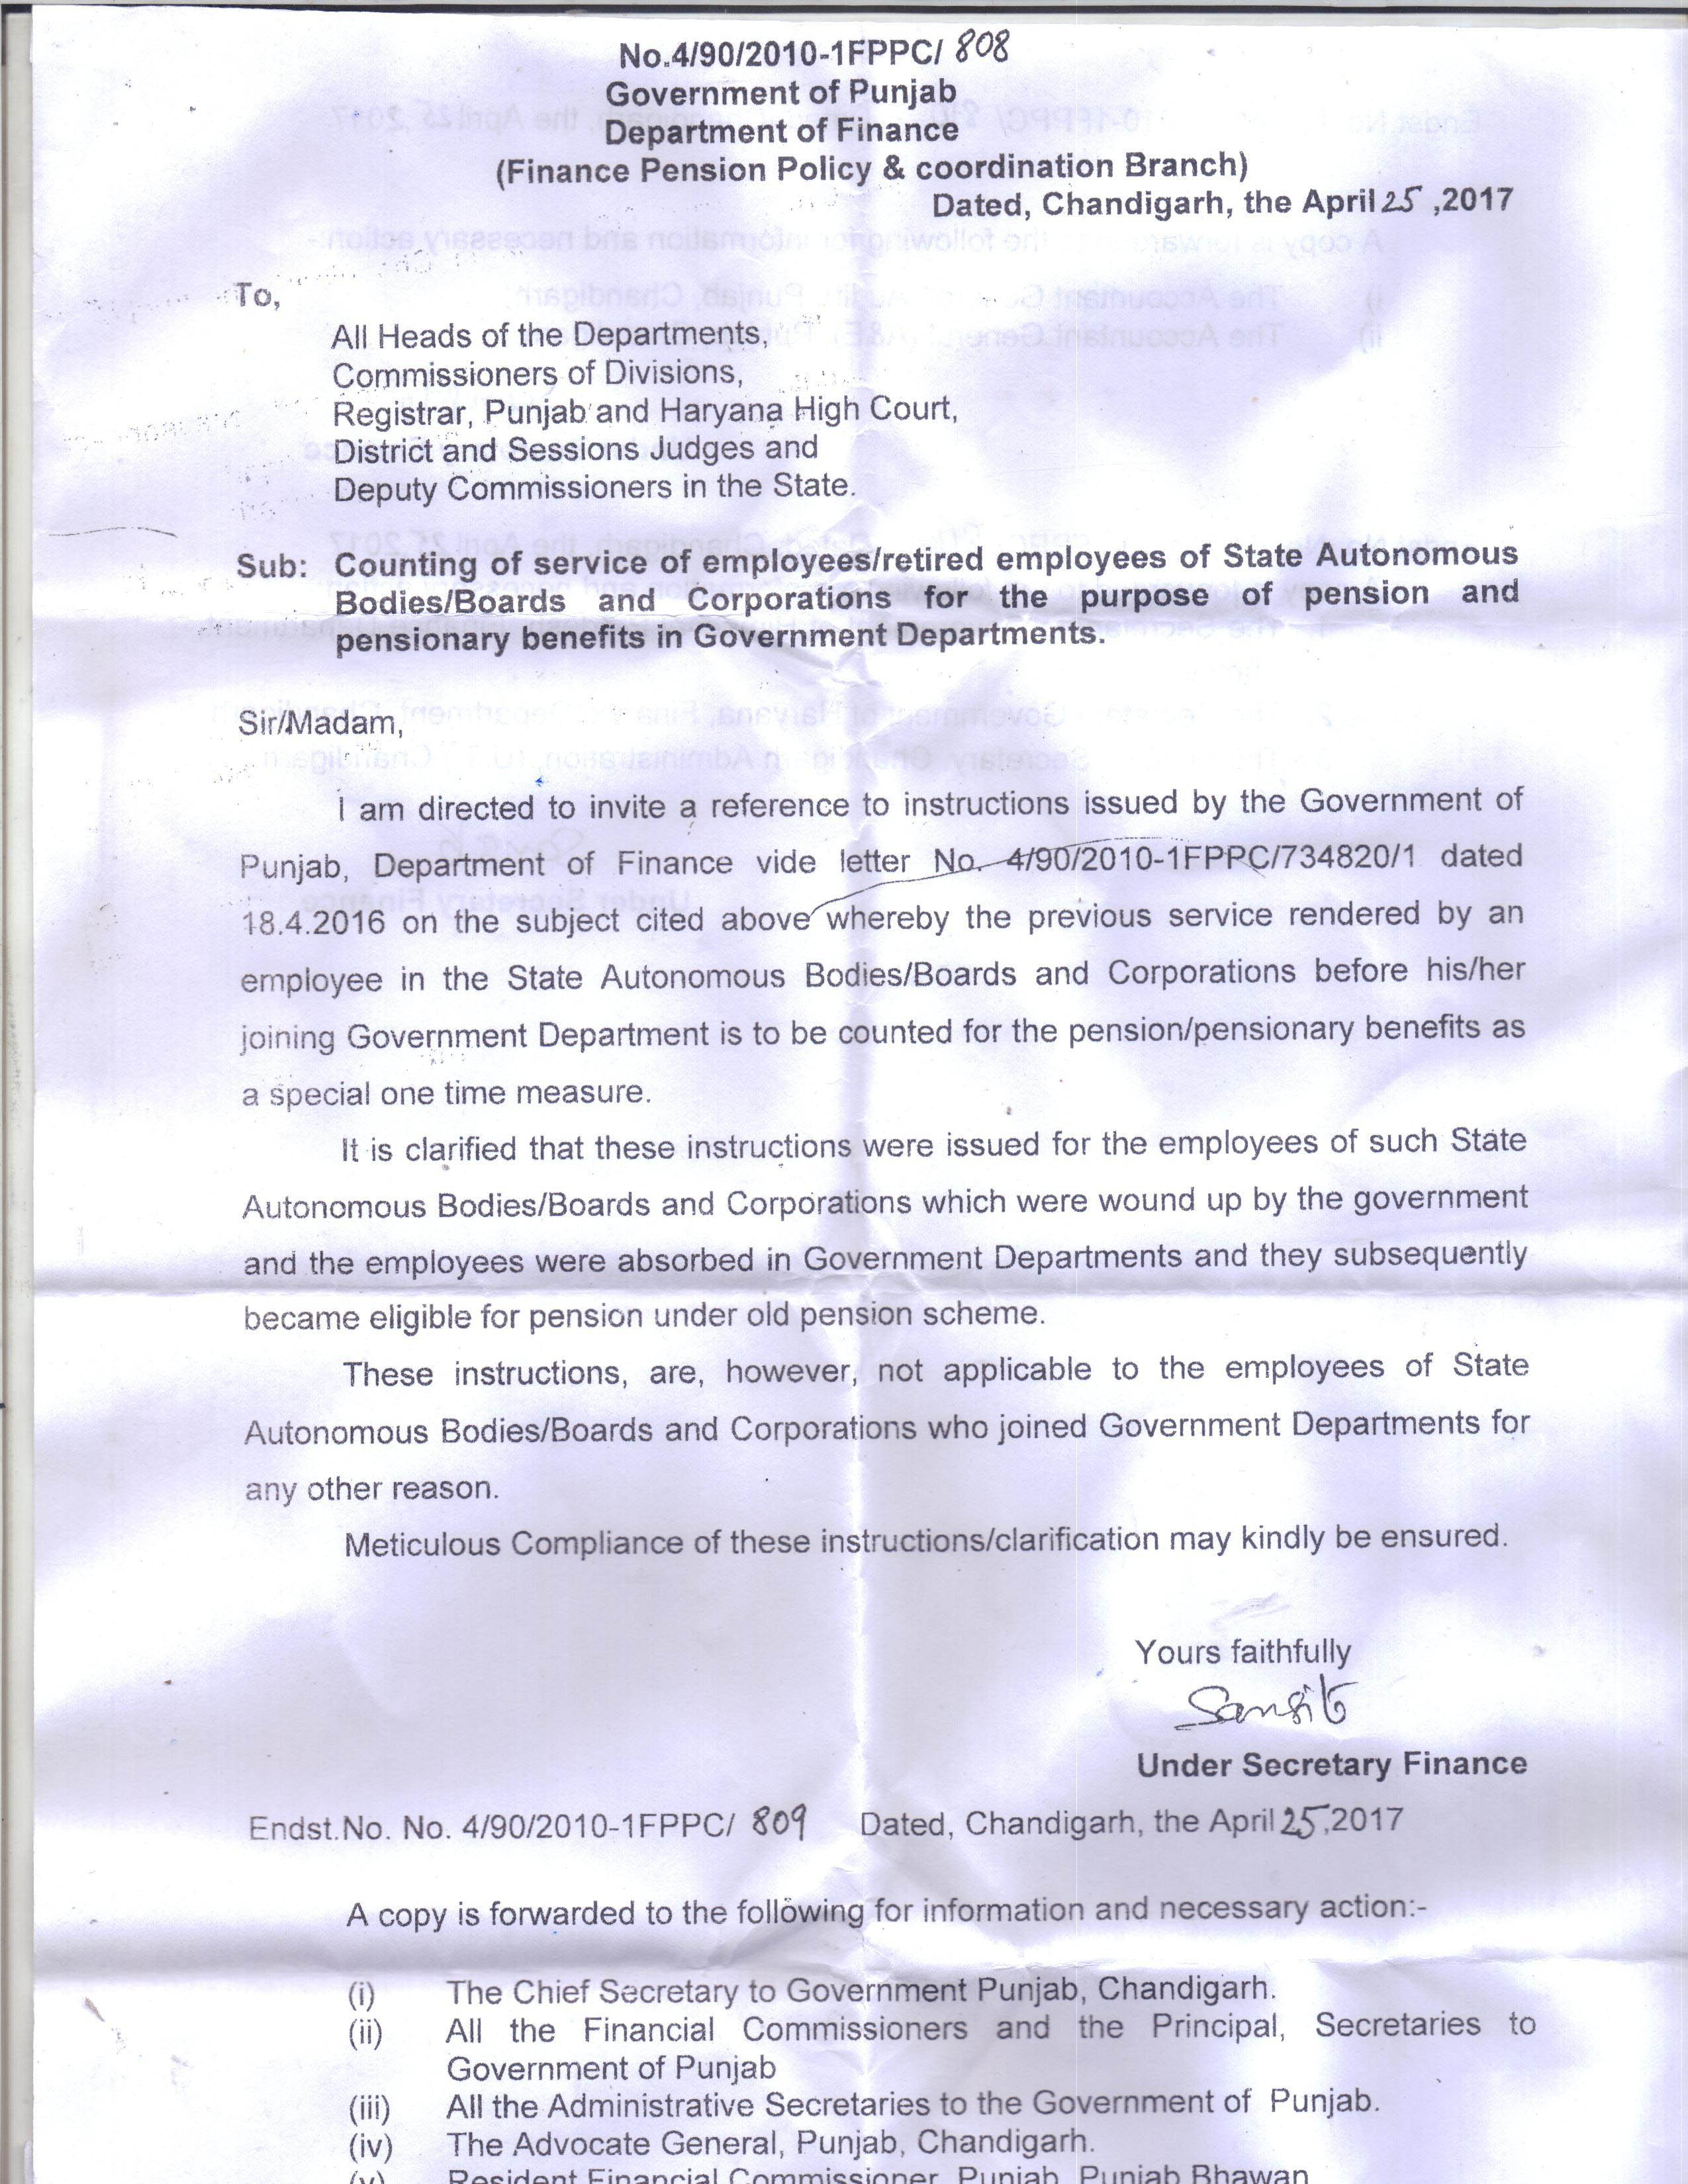 No.4/90/2010-1FPPC/ 808
Government of Punjab
Department of Finance
(Finance Pension Policy & coordination Branch)
Dated, Chandigarh, the April 25 ,2017
To,
All Heads of the Departments,
Commissioners of Divisions,
Registrar, Punjab and Haryana High Court,
District and Sessions Judges and
Deputy Commissioners in the State.
Sub: Counting of service of employees/retired employees of State Autonomous
Bodies/Boards and Corporations for the purpose of pension and
pensionary benefits in Government Departments.
Sir/Madam,
I am directed to invite a reference to instructions issued by the Government of
Punjab, Department of Finance vide letter No. 4/90/2010-1FPPC/734820/1 dated
18.4.2016 on the subject cited above whereby the previous service rendered by an
employee in the State Autonomous Bodies/Boards and Corporations before his/her
joining Government Department is to be counted for the pension/pensionary benefits as
a special one time measure.
It is clarified that these instructions were issued for the employees of such State
Autonomous Bodies/Boards and Corporations which were wound up by the government
and the employees were absorbed in Government Departments and they subsequently
became eligible for pension under old pension scheme.
These instructions, are, however, not applicable to the employees of State
Autonomous Bodies/Boards and Corporations who joined Government Departments for
any other reason.
Meticulous Compliance of these instructions/clarification may kindly be ensured.
Yours faithfully
Under Secretary Finance
Endst.No. No. 4/90/2010-1FPPC/ 809 Dated, Chandigarh, the April 25,2017
A copy is forwarded to the following for information and necessary action:-
(i) The Chief Secretary to Government Punjab, Chandigarh.
(ii) All the Financial Commissioners and the Principal, Secretaries to
Government of Punjab
(iii) All the Administrative Secretaries to the Government of Punjab.
(iv) The Advocate General, Punjab, Chandigarh.
(v) Resident Financial Commissioner, Punjab, Punjab Bhawan